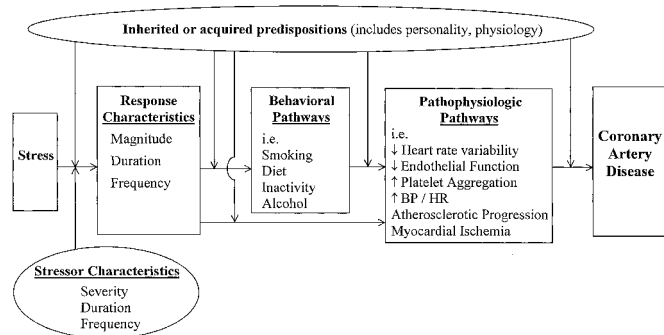 Inherited or acquired predispositions (includes personality, physiology)
Stress
Response
Characteristics
Magnitude
Duration
Frequency
Behavioral
Pathways
i.e.
Smoking
Diet
Inactivity
Alcohol
Pathophysiologic
Pathways
i.e.
↓ Heart rate variability
↓ Endothelial Function
↑ Platelet Aggregation
↑ BP / HR
Atherosclerotic Progression
Myocardial Ischemia
Coronary
Artery
Disease
Stressor Characteristics
Severity
Duration
Frequency